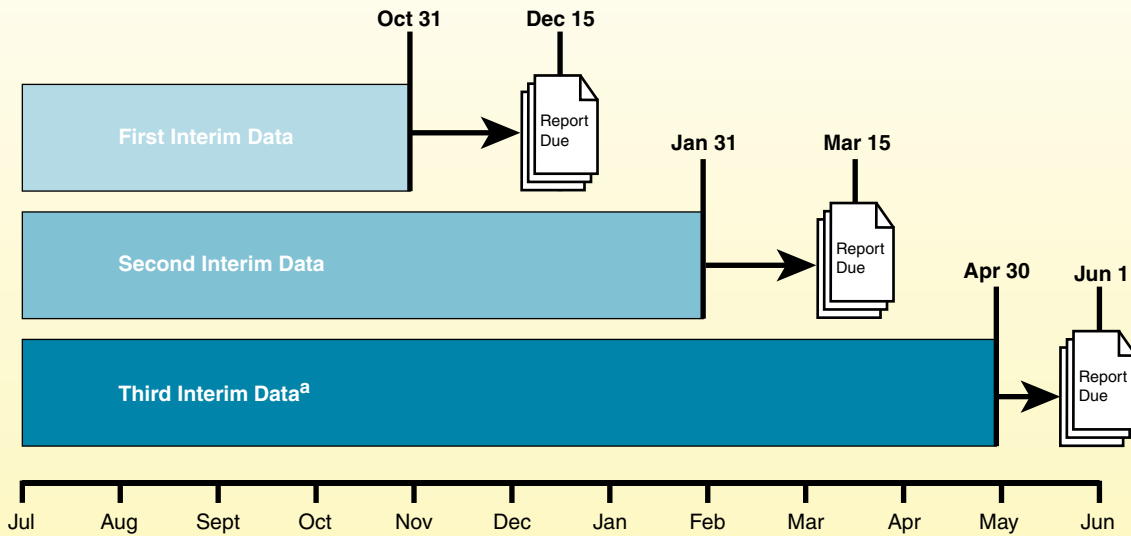 Oct 31
Dec 15
First Interim Data
Report
Due
Jan 31
Mar 15
Second Interim Data
Report
Due
Apr 30
Jun 1
Third Interim Dataᵃ
Report
Due
Jul Aug Sept Oct Nov Dec Jan Feb Mar Apr May Jun